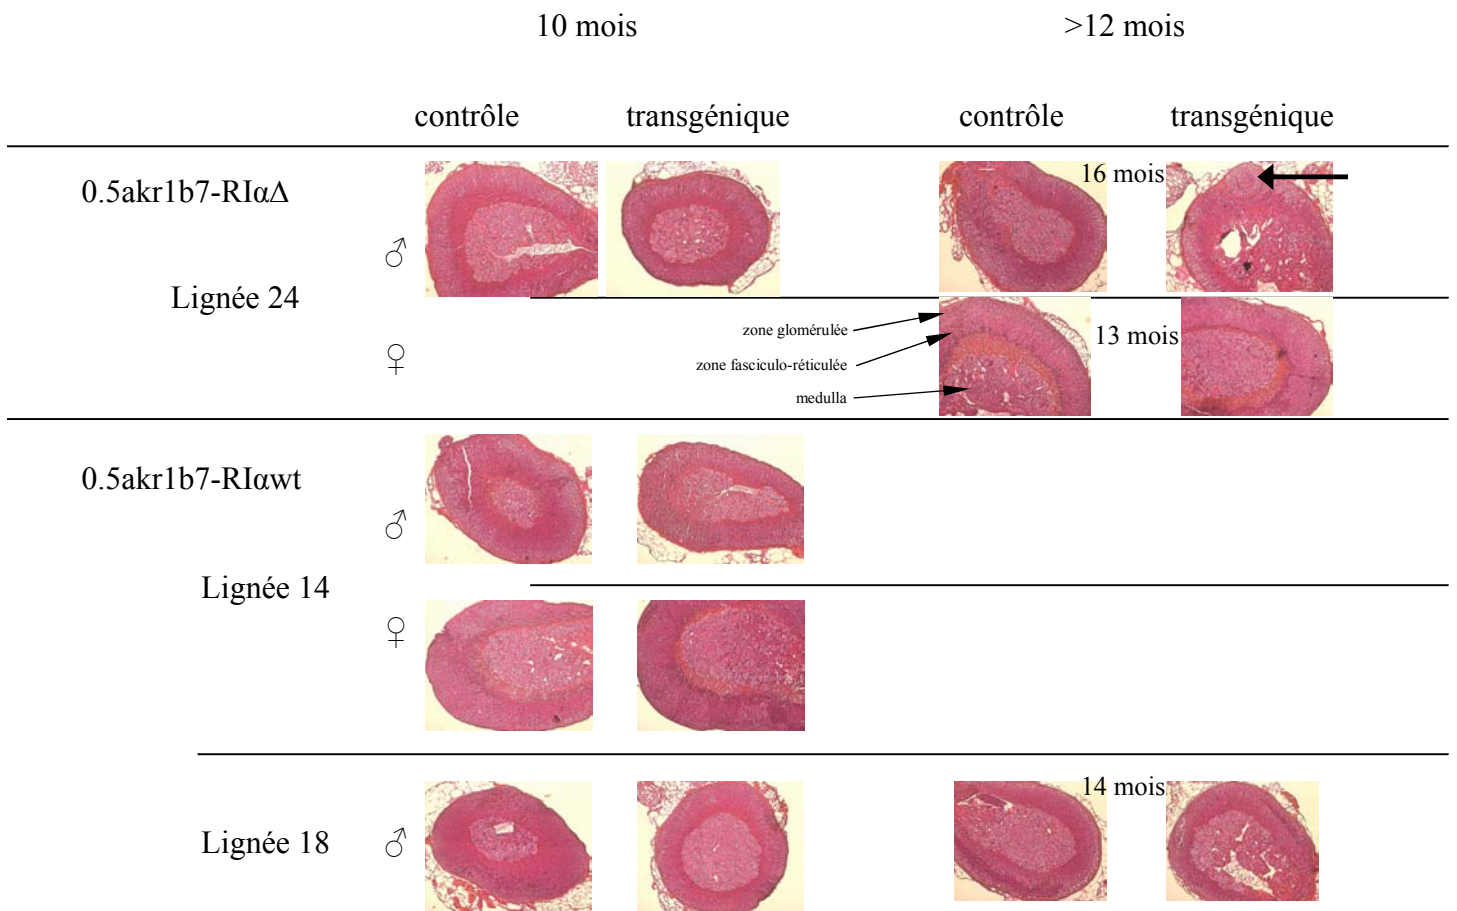 10 mois >12 mois
contrôle transgénique contrôle transgénique
0.5akr1b7-RIαΔ
16 mois
♂
Lignée 24
zone glomérulée
13 mois
zone fasciculo-réticulée
♀
medulla
0.5akr1b7-RIαwt
♂
Lignée 14
♀
14 mois
Lignée 18 ♂